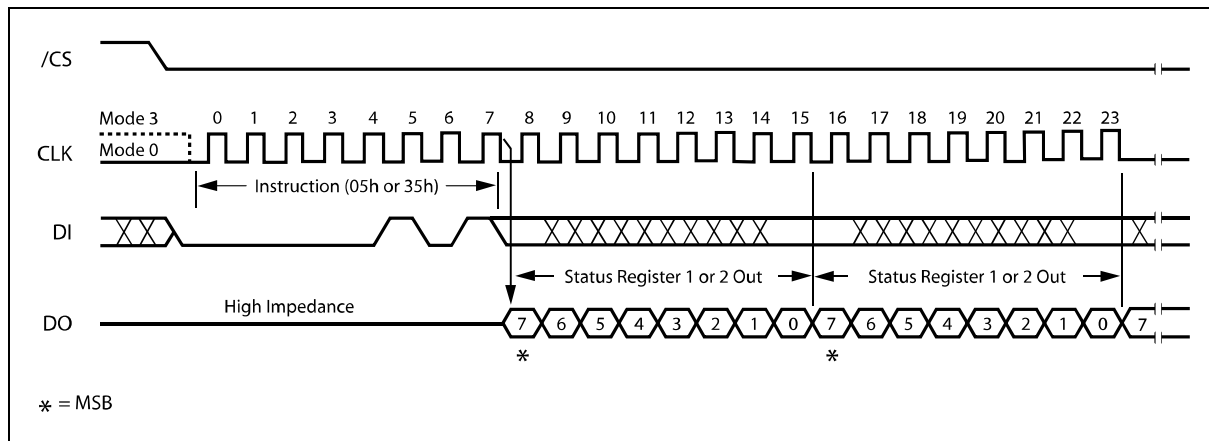 /CS
Mode 3
0 1 2 3 4 5 6 7 8 9 10 11 12 13 14 15 16 17 18 19 20 21 22 23
CLK
Mode 0
Instruction (05h or 35h)
DI
Status Register 1 or 2 Out Status Register 1 or 2 Out
High Impedance
DO
7 6 5 4 3 2 1 0 7 6 5 4 3 2 1 0 7
* *
* = MSB